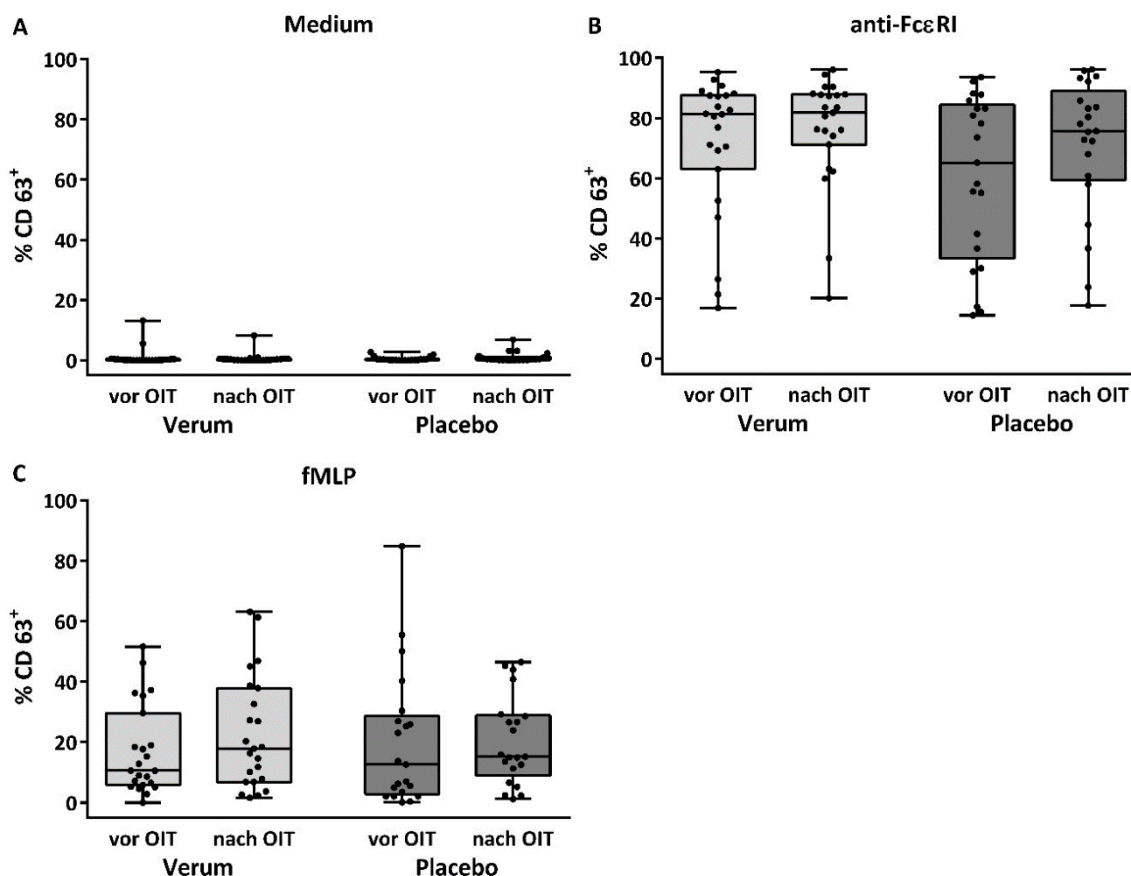 A
Medium
% CD 63+
100
80
60
40
20
0
vor OIT nach OIT vor OIT nach OIT
Verum Placebo
B
anti-FcεRI
% CD 63+
100
80
60
40
20
0
vor OIT nach OIT vor OIT nach OIT
Verum Placebo
C
fMLP
% CD 63+
100
80
60
40
20
0
vor OIT nach OIT vor OIT nach OIT
Verum Placebo